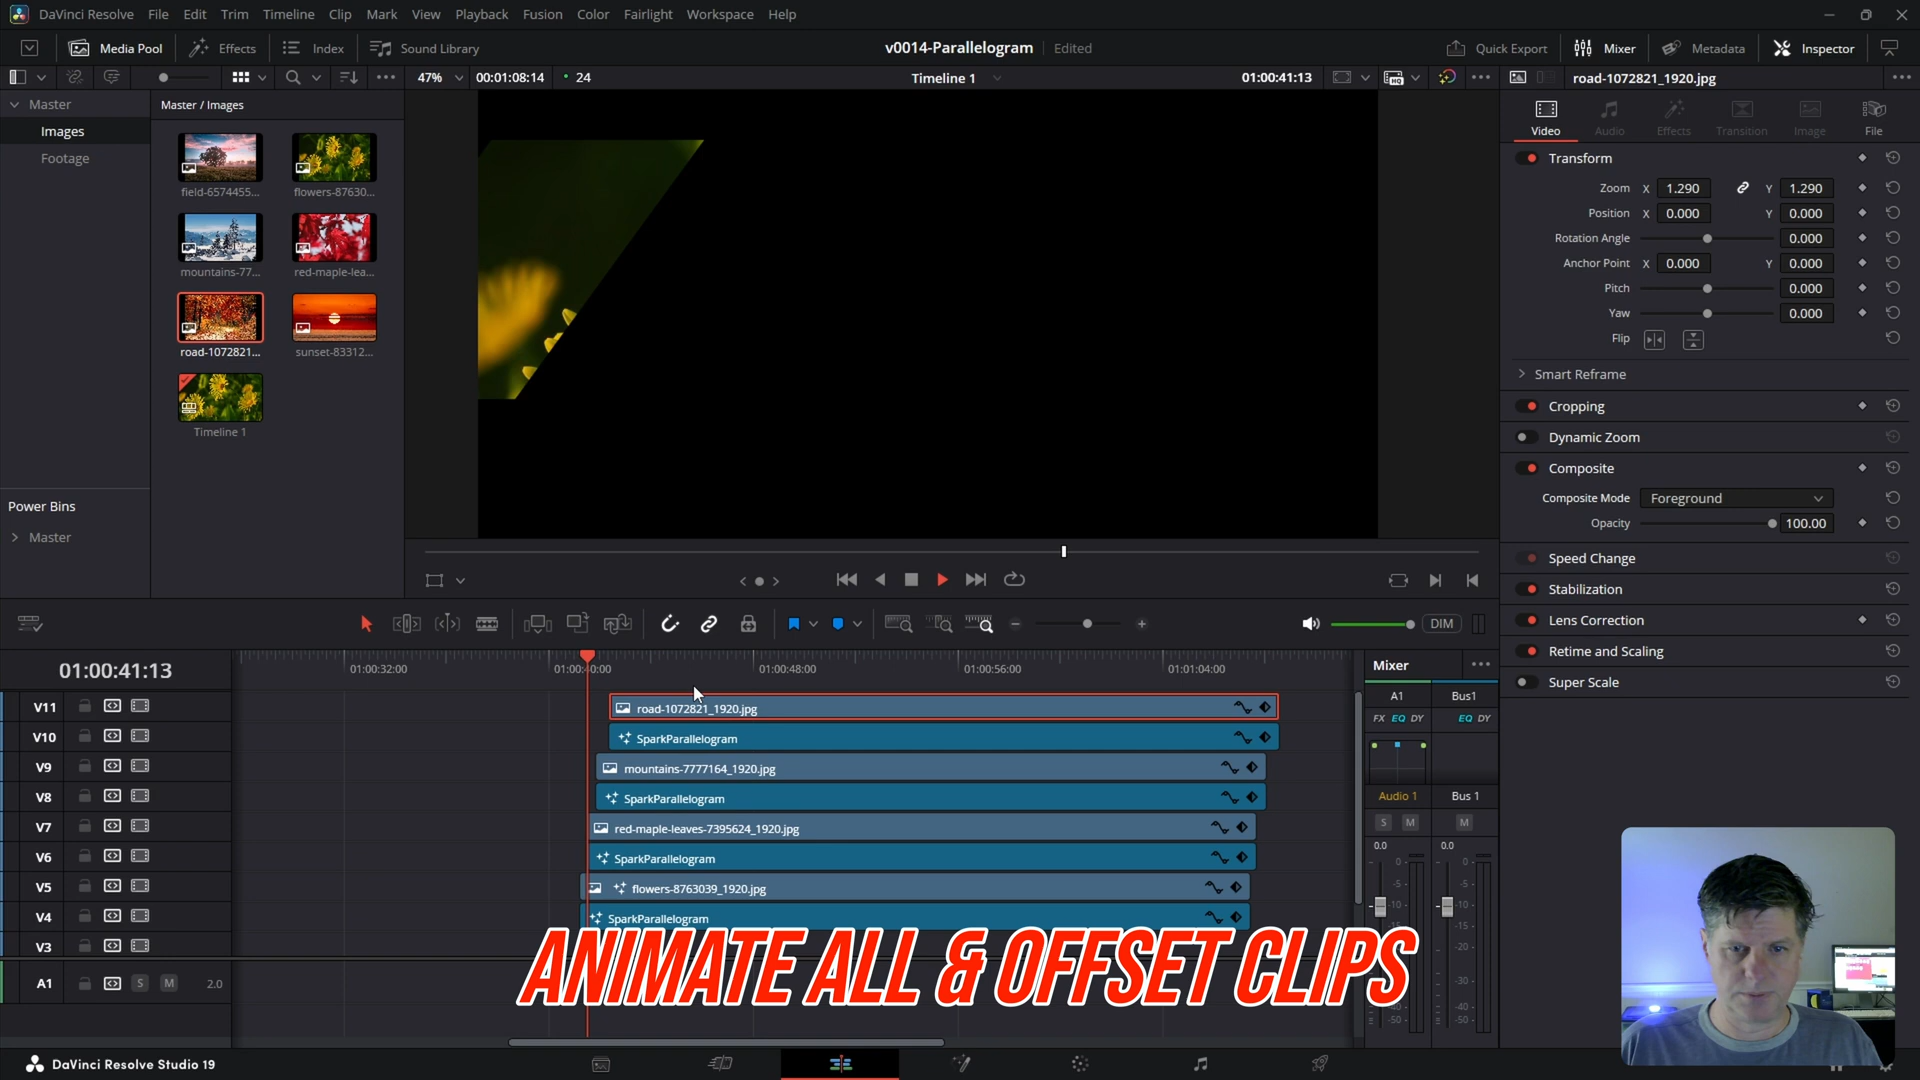 DaVinci Resolve File Edit Trim Timeline Clip Mark View Playback Fusion Color Fairlight Workspace Help
Media Pool Effects Index Sound Library v0014-Parallelogram Edited Quick Export Mixer Metadata Inspector
47% 00:01:08:14 24 Timeline 1 01:00:41:13 road-1072821_1920.jpg
Master
Images
Footage
Master / Images
field-6574455...
flowers-87630...
mountains-77...
red-maple-lea...
road-1072821...
sunset-83312...
Timeline 1
Power Bins
Master
Video Audio Effects Transition Image File
Transform
Zoom X 1.290 Y 1.290
Position X 0.000 Y 0.000
Rotation Angle 0.000
Anchor Point X 0.000 Y 0.000
Pitch 0.000
Yaw 0.000
Flip
Smart Reframe
Cropping
Dynamic Zoom
Composite
Composite Mode Foreground
Opacity 100.00
Speed Change
Stabilization
Lens Correction
Retime and Scaling
Super Scale
DIM
01:00:41:13
01:00:32:00 01:00:40:00 01:00:48:00 01:00:56:00 01:01:04:00
V11 road-1072821_1920.jpg
V10 SparkParallelogram
V9 mountains-7777164_1920.jpg
V8 SparkParallelogram
V7 red-maple-leaves-7395624_1920.jpg
V6 SparkParallelogram
V5 flowers-8763039_1920.jpg
V4 SparkParallelogram
V3
A1 S M 2.0
ANIMATE ALL & OFFSET CLIPS
Mixer
A1 Bus1
FX EQ DY EQ DY
Audio 1 Bus 1
S M M
0.0 0.0
DaVinci Resolve Studio 19